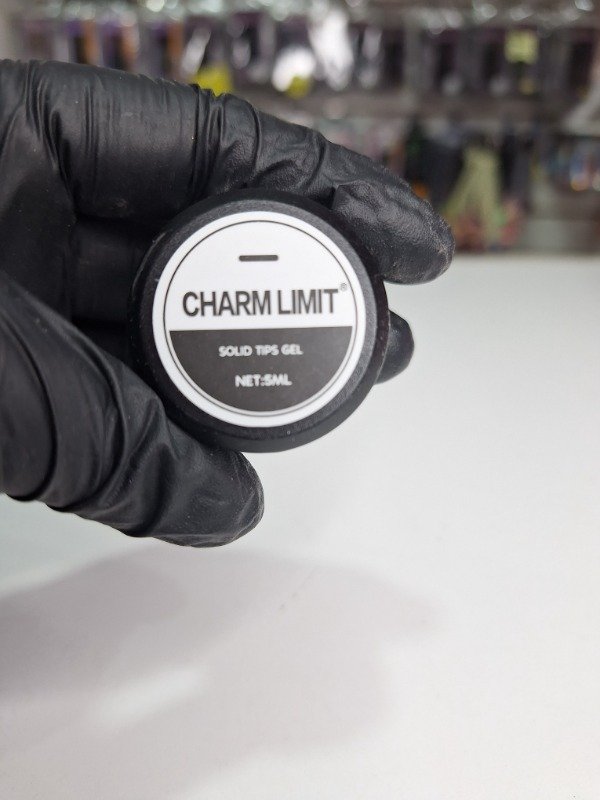 CHARM LIMIT®
SOLID TIPS GEL
NET:5ML